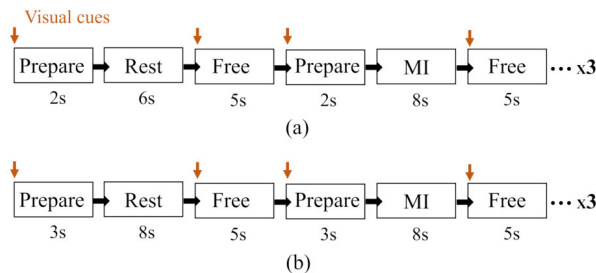 Visual cues
Prepare Rest Free Prepare MI Free ... x3
2s 6s 5s 2s 8s 5s
(a)
Prepare Rest Free Prepare MI Free ... x3
3s 8s 5s 3s 8s 5s
(b)